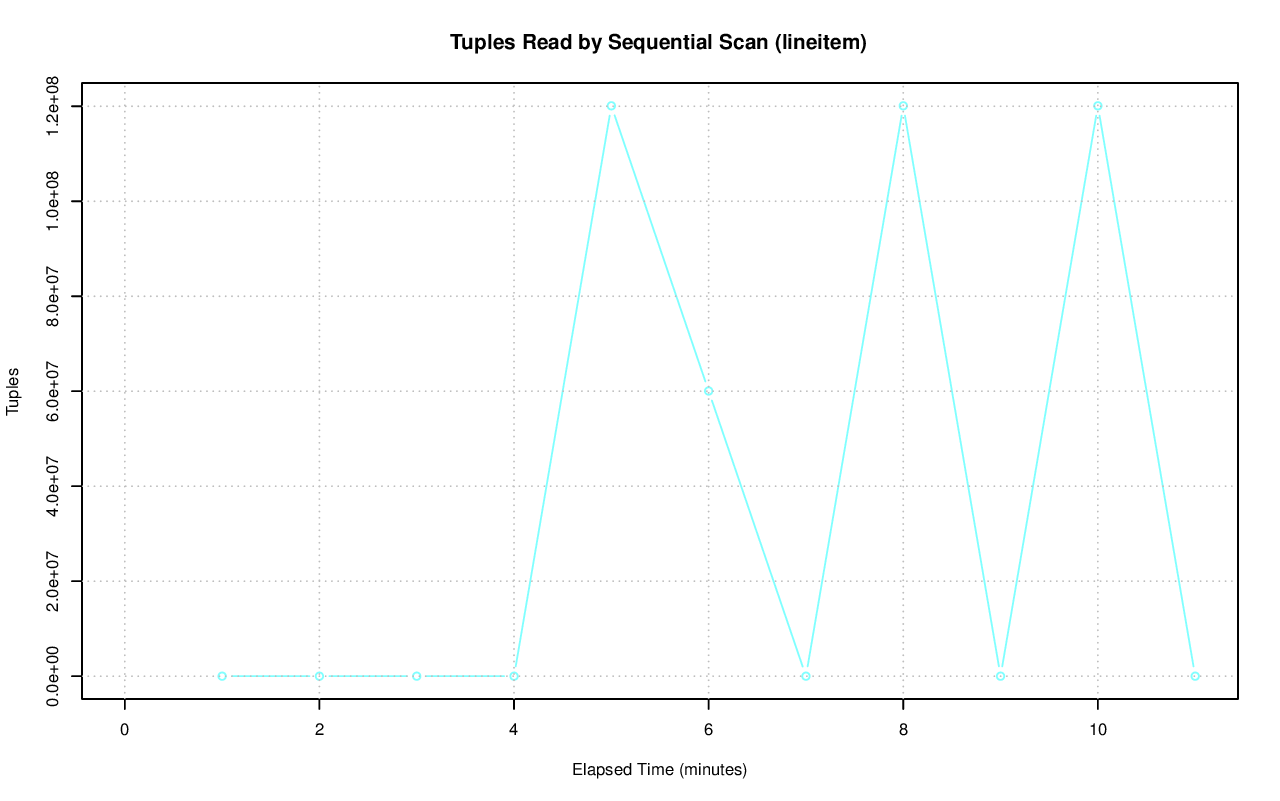 Tuples Read by Sequential Scan (lineitem)
Tuples
1.2e+08
1.0e+08
8.0e+07
6.0e+07
4.0e+07
2.0e+07
0.0e+00
0 2 4 6 8 10
Elapsed Time (minutes)